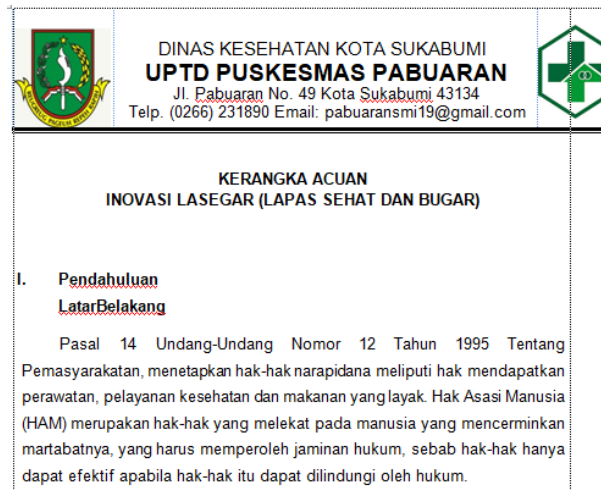 DINAS KESEHATAN KOTA SUKABUMI
UPTD PUSKESMAS PABUARAN
Jl. Pabuaran No. 49 Kota Sukabumi 43134
Telp. (0266) 231890 Email: pabuaransmi19@gmail.com
KERANGKA ACUAN
INOVASI LASEGAR (LAPAS SEHAT DAN BUGAR)
I. Pendahuluan
LatarBelakang
Pasal 14 Undang-Undang Nomor 12 Tahun 1995 Tentang
Pemasyarakatan, menetapkan hak-hak narapidana meliputi hak mendapatkan
perawatan, pelayanan kesehatan dan makanan yang layak. Hak Asasi Manusia
(HAM) merupakan hak-hak yang melekat pada manusia yang mencerminkan
martabatnya, yang harus memperoleh jaminan hukum, sebab hak-hak hanya
dapat efektif apabila hak-hak itu dapat dilindungi oleh hukum.